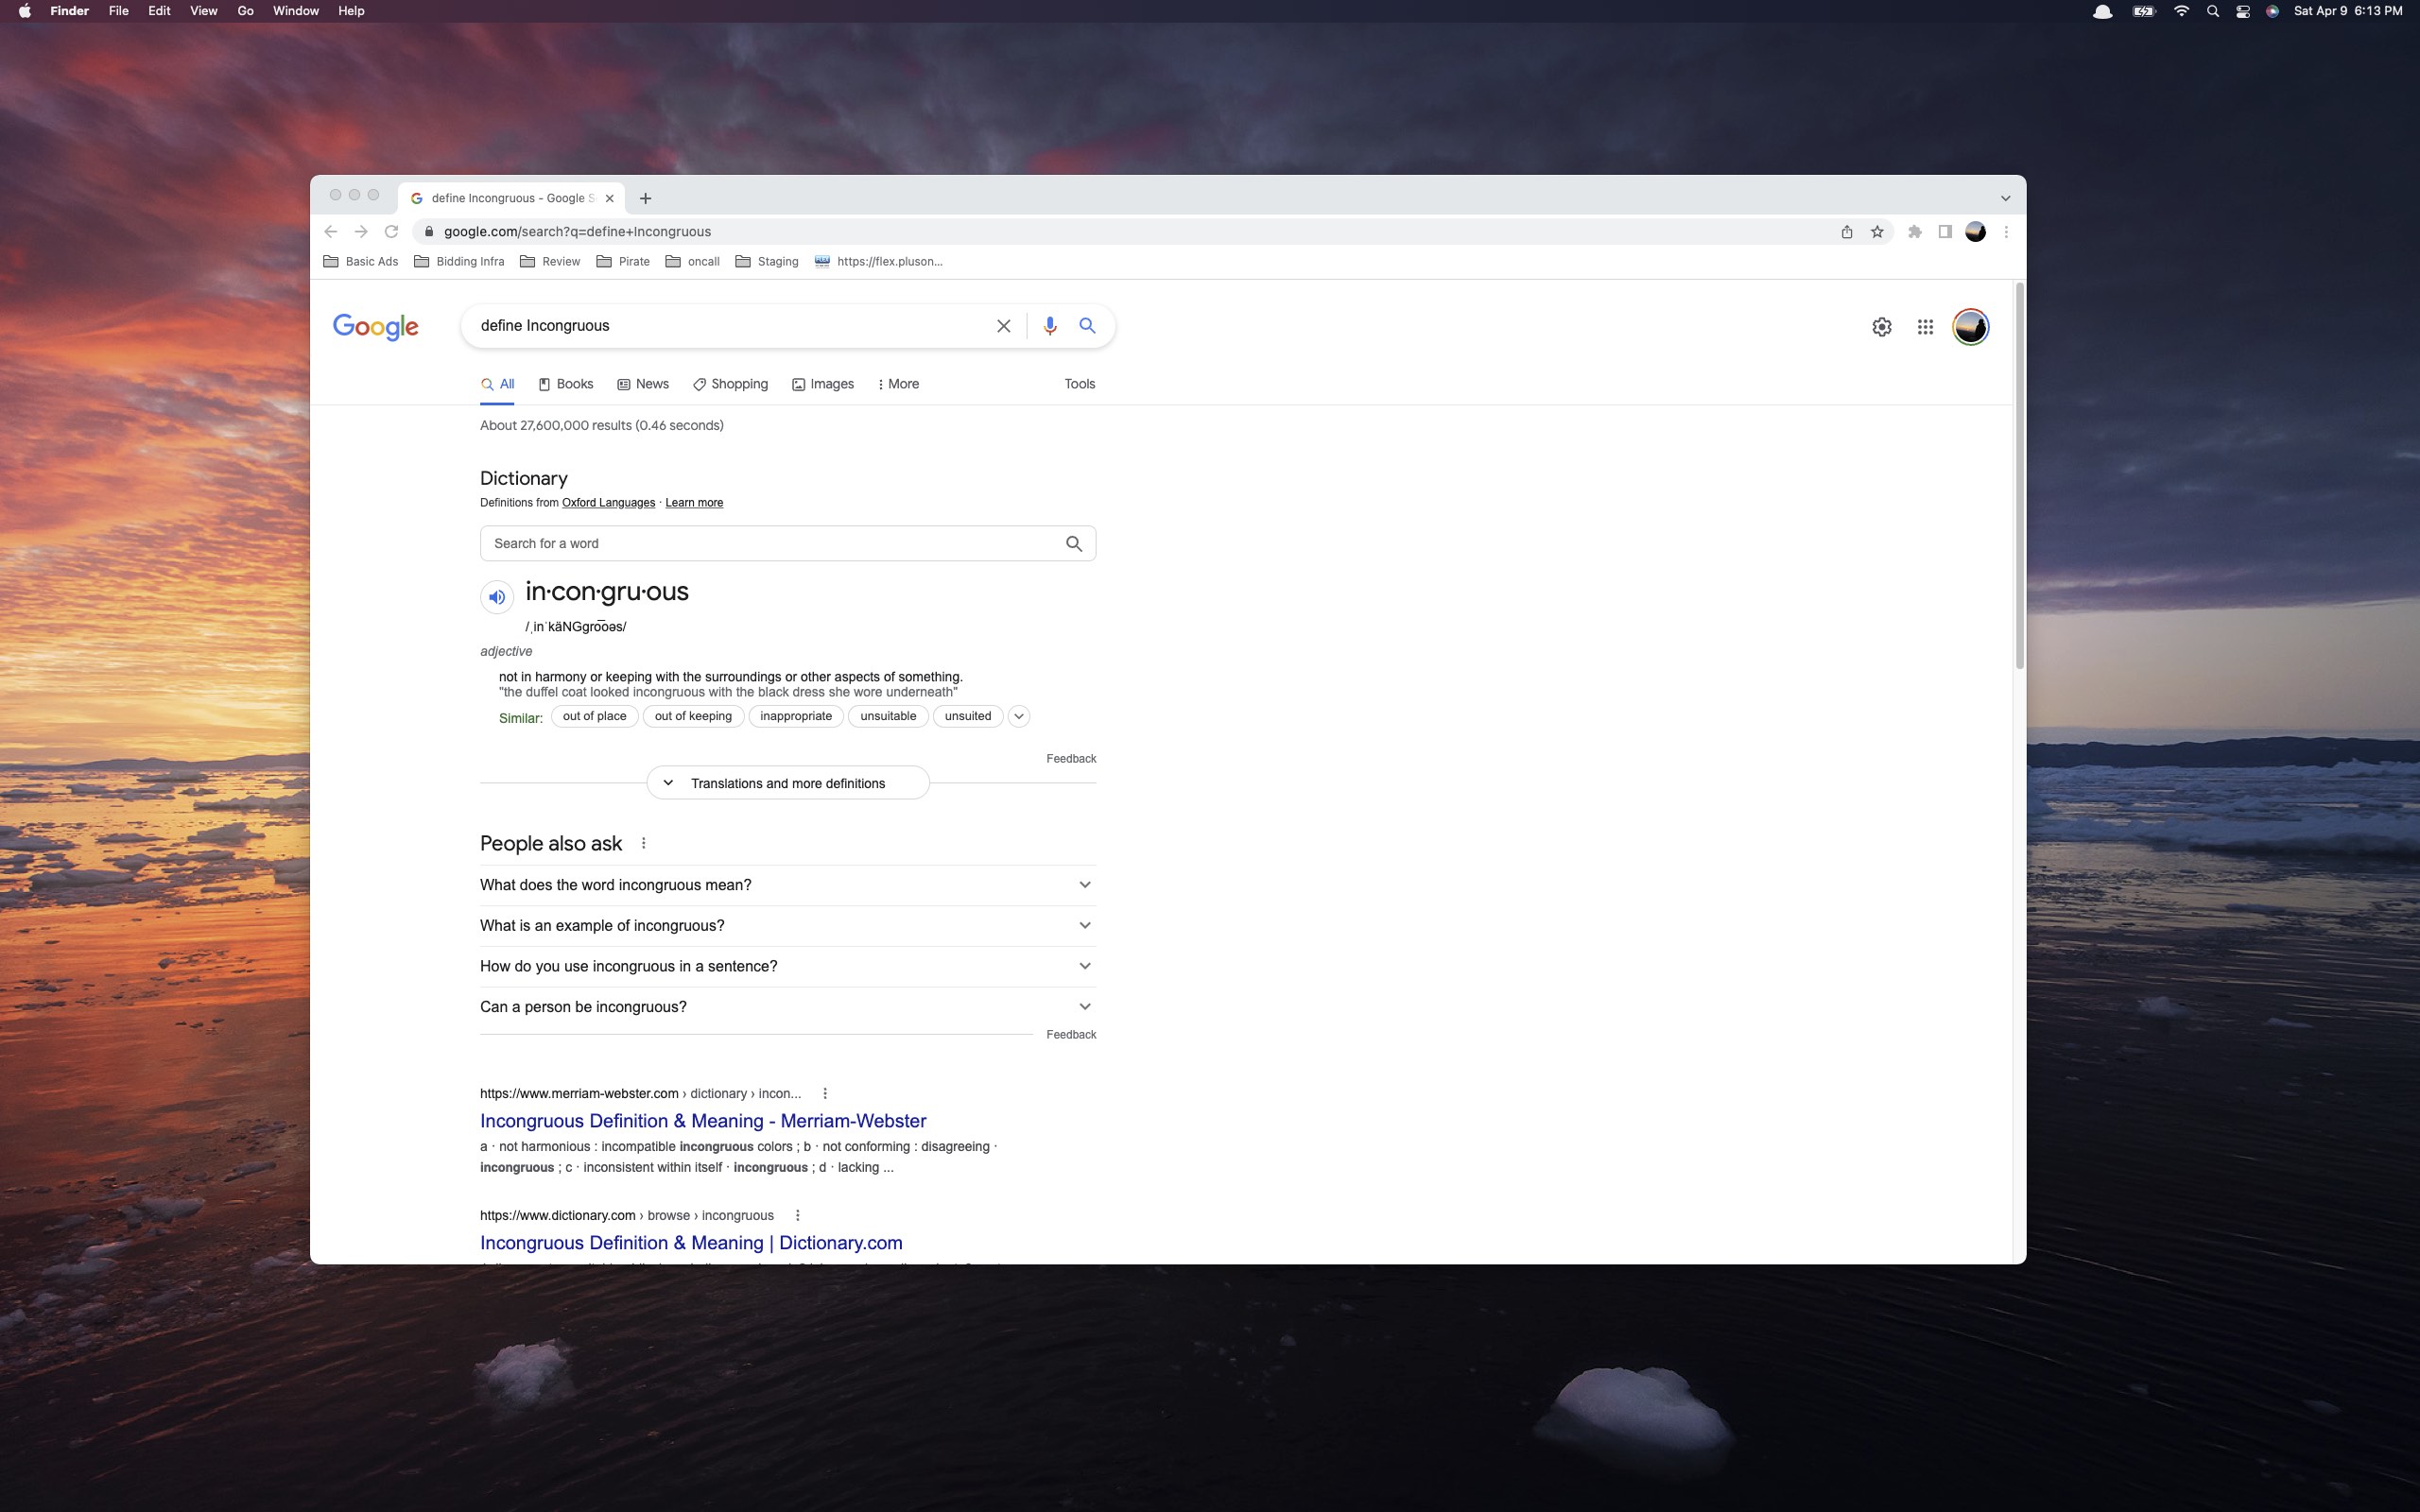 Finder File Edit View Go Window Help
Sat Apr 9 6:13 PM
define Incongruous - Google S
google.com/search?q=define+Incongruous
Basic Ads Bidding Infra Review Pirate oncall Staging https://flex.pluson...
Google
define Incongruous
All Books News Shopping Images More Tools
About 27,600,000 results (0.46 seconds)
Dictionary
Definitions from Oxford Languages · Learn more
Search for a word
in·con·gru·ous
/ˌinˈkäNGgro͞oəs/
adjective
not in harmony or keeping with the surroundings or other aspects of something.
"the duffel coat looked incongruous with the black dress she wore underneath"
Similar: out of place out of keeping inappropriate unsuitable unsuited
Feedback
Translations and more definitions
People also ask
What does the word incongruous mean?
What is an example of incongruous?
How do you use incongruous in a sentence?
Can a person be incongruous?
Feedback
https://www.merriam-webster.com › dictionary › incon...
Incongruous Definition & Meaning - Merriam-Webster
a · not harmonious : incompatible incongruous colors ; b · not conforming : disagreeing ·
incongruous ; c · inconsistent within itself · incongruous ; d · lacking ...
https://www.dictionary.com › browse › incongruous
Incongruous Definition & Meaning | Dictionary.com